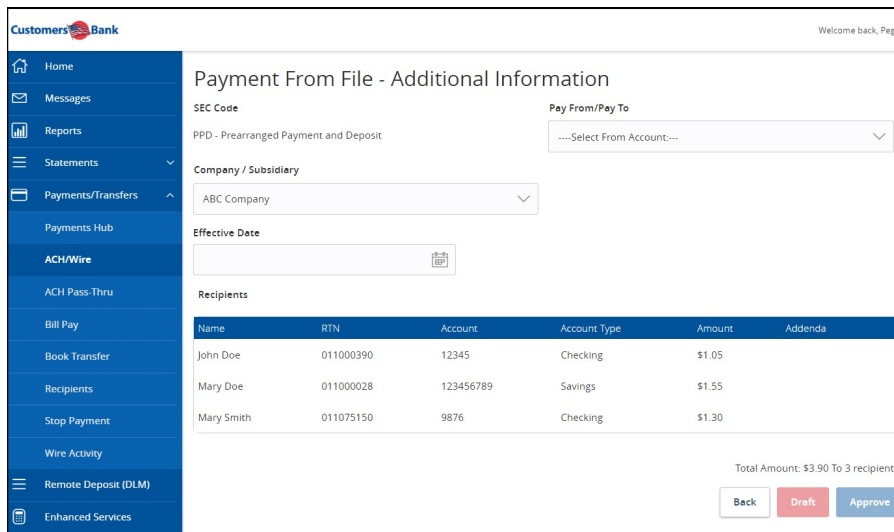 Customers Bank
Welcome back, Peg
Home
Messages
Reports
Statements
Payments/Transfers
Payments Hub
ACH/Wire
ACH Pass-Thru
Bill Pay
Book Transfer
Recipients
Stop Payment
Wire Activity
Remote Deposit (DLM)
Enhanced Services
Payment From File - Additional Information
SEC Code
Pay From/Pay To
PPD - Prearranged Payment and Deposit
----Select From Account:---
Company / Subsidiary
ABC Company
Effective Date
Recipients
Name RTN Account Account Type Amount Addenda
John Doe 011000390 12345 Checking $1.05
Mary Doe 011000028 123456789 Savings $1.55
Mary Smith 011075150 9876 Checking $1.30
Total Amount: $3.90 To 3 recipient
Back Draft Approve